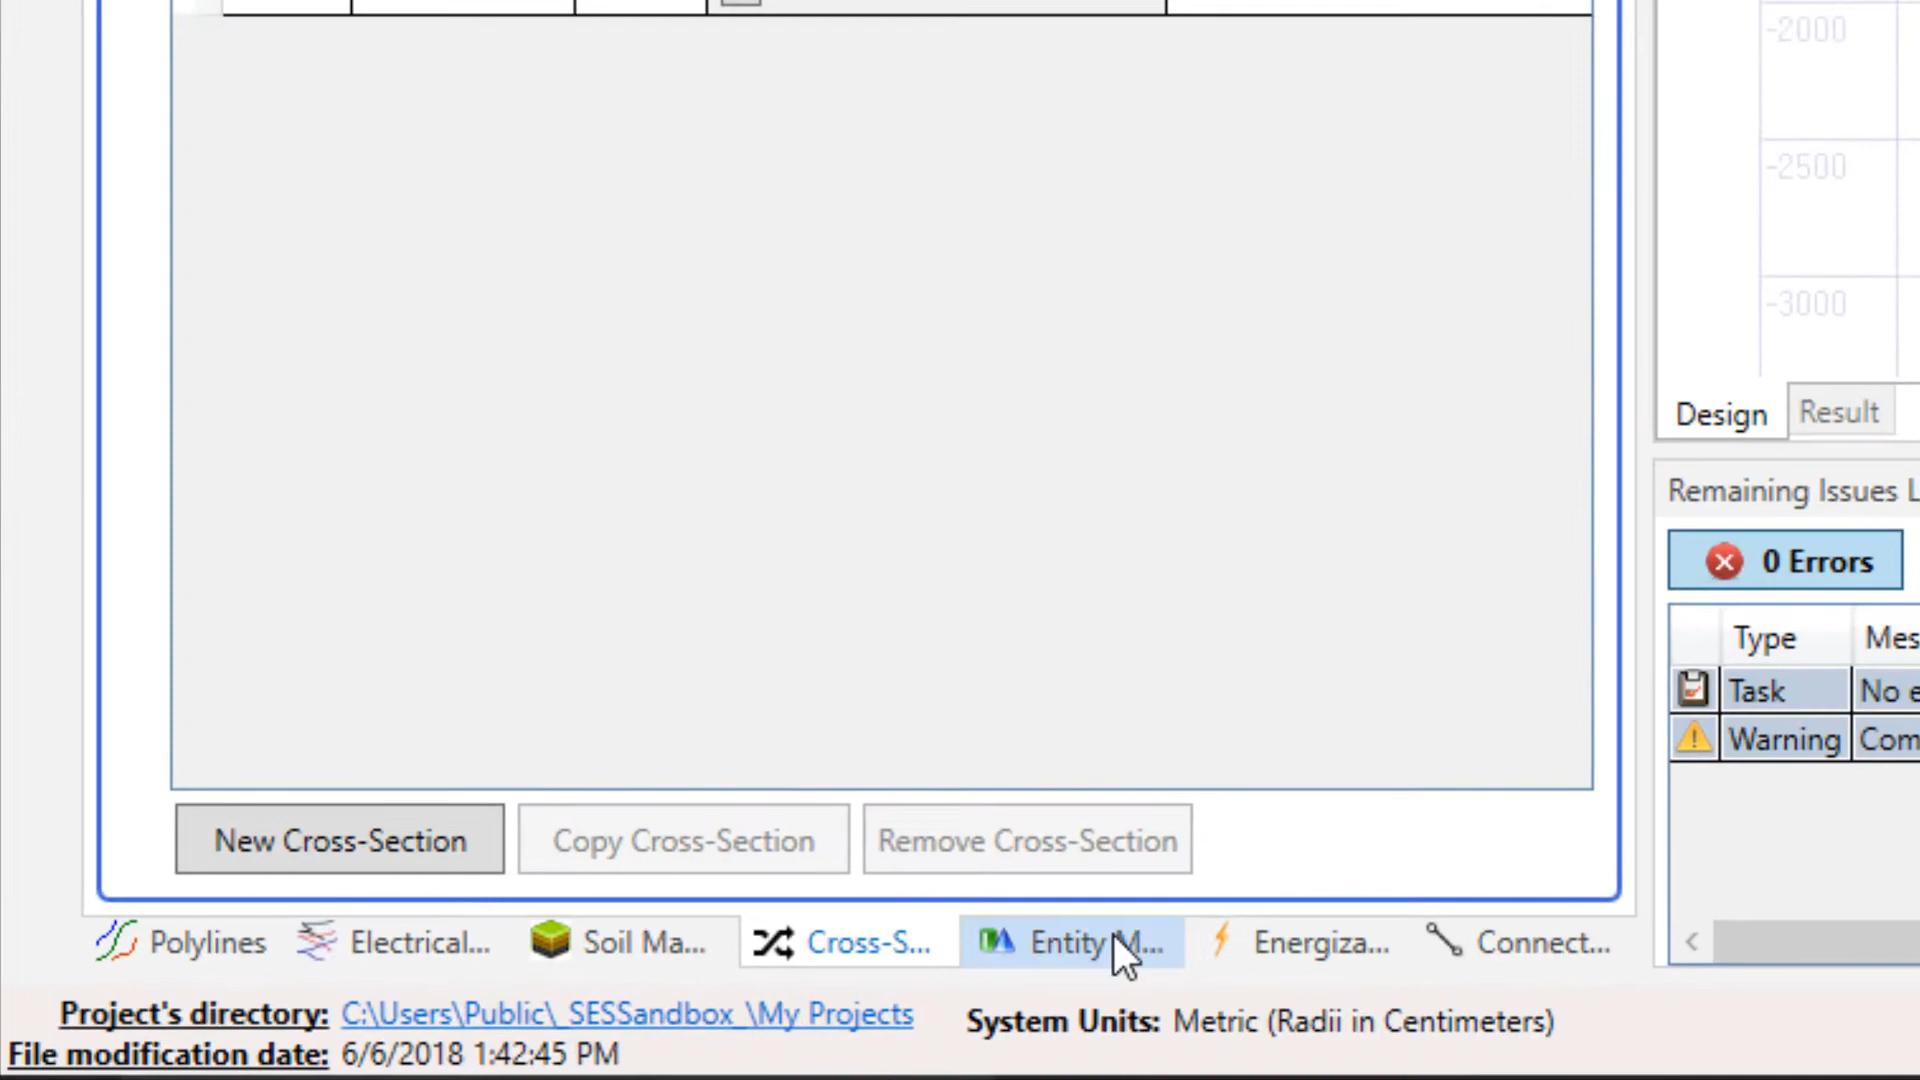 -2000
-2500
-3000
Design Result
Remaining Issues L
0 Errors
Type Mes
Task No e
Warning Com
New Cross-Section Copy Cross-Section Remove Cross-Section
Polylines Electrical... Soil Ma... Cross-S... Entity M... Energiza... Connect...
Project's directory: C:\Users\Public\_SESSandbox_\My Projects System Units: Metric (Radii in Centimeters)
File modification date: 6/6/2018 1:42:45 PM